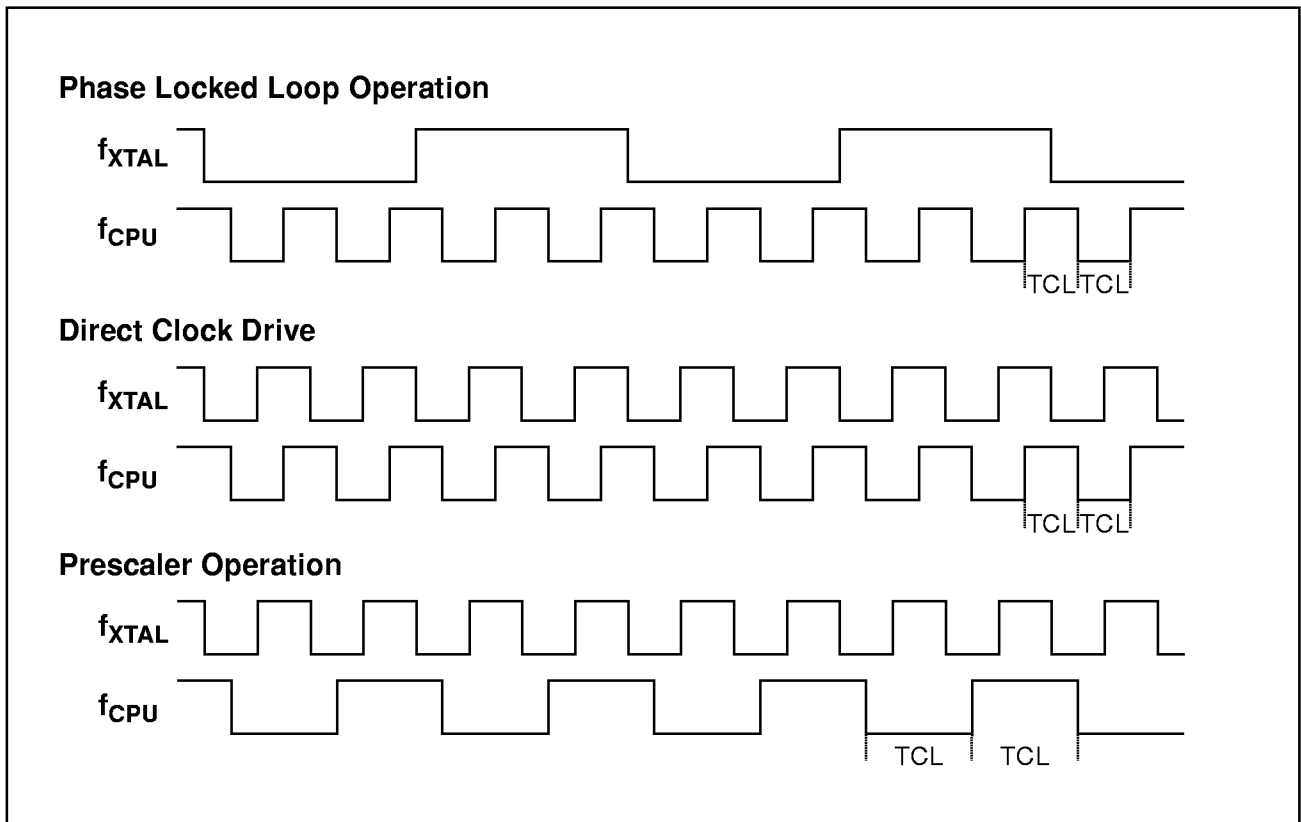 Phase Locked Loop Operation
fXTAL
fCPU
TCL TCL
Direct Clock Drive
fXTAL
fCPU
TCL TCL
Prescaler Operation
fXTAL
fCPU
TCL TCL